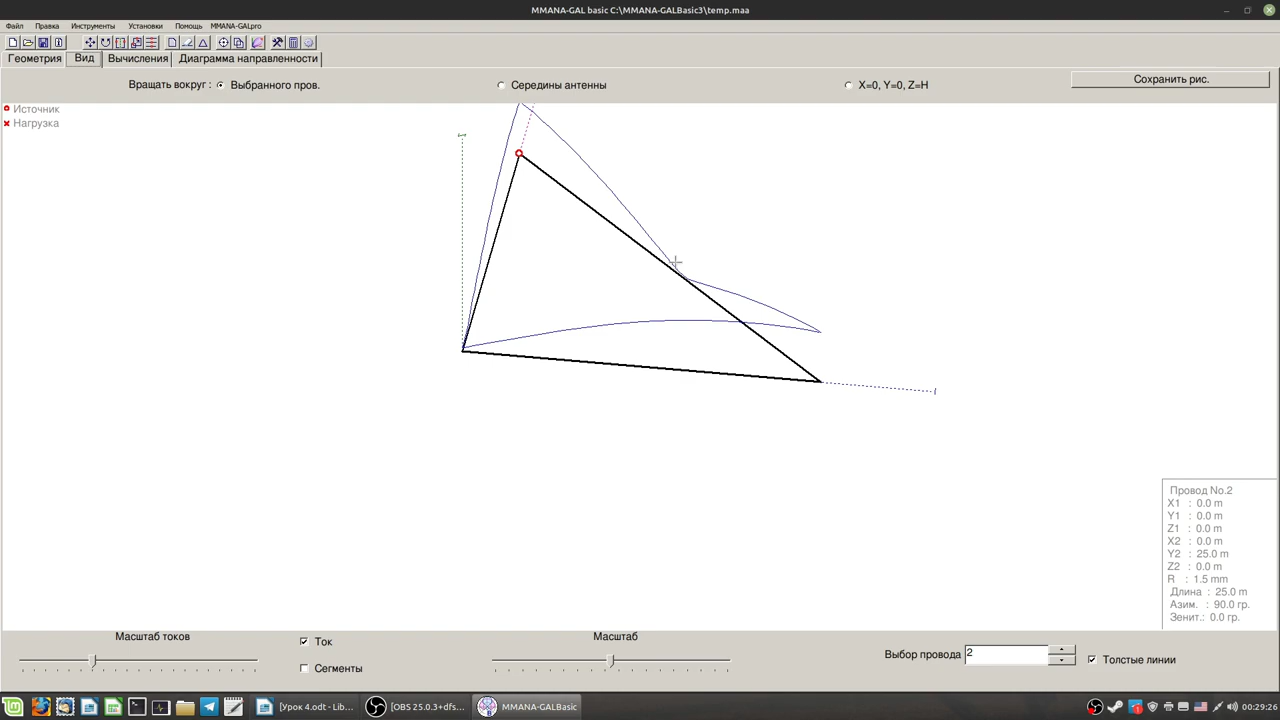 MMANA-GAL basic C:\MMANA-GALBasic3\temp.maa
Файл Правка Инструменты Установки Помощь MMANA-GALpro
Геометрия Вид Вычисления Диаграмма направленности
Вращать вокруг : Выбранного пров. Середины антенны X=0, Y=0, Z=H Сохранить рис.
Источник
Нагрузка
Провод No.2
X1 : 0.0 m
Y1 : 0.0 m
Z1 : 0.0 m
X2 : 0.0 m
Y2 : 25.0 m
Z2 : 0.0 m
R : 1.5 mm
Длина : 25.0 m
Азим. : 90.0 гр.
Зенит.: 0.0 гр.
Масштаб токов Ток Масштаб
Сегменты Выбор провода 2 Толстые линии
[Урок 4.odt - Lib... [OBS 25.0.3+dfs... MMANA-GALBasic 00:29:26